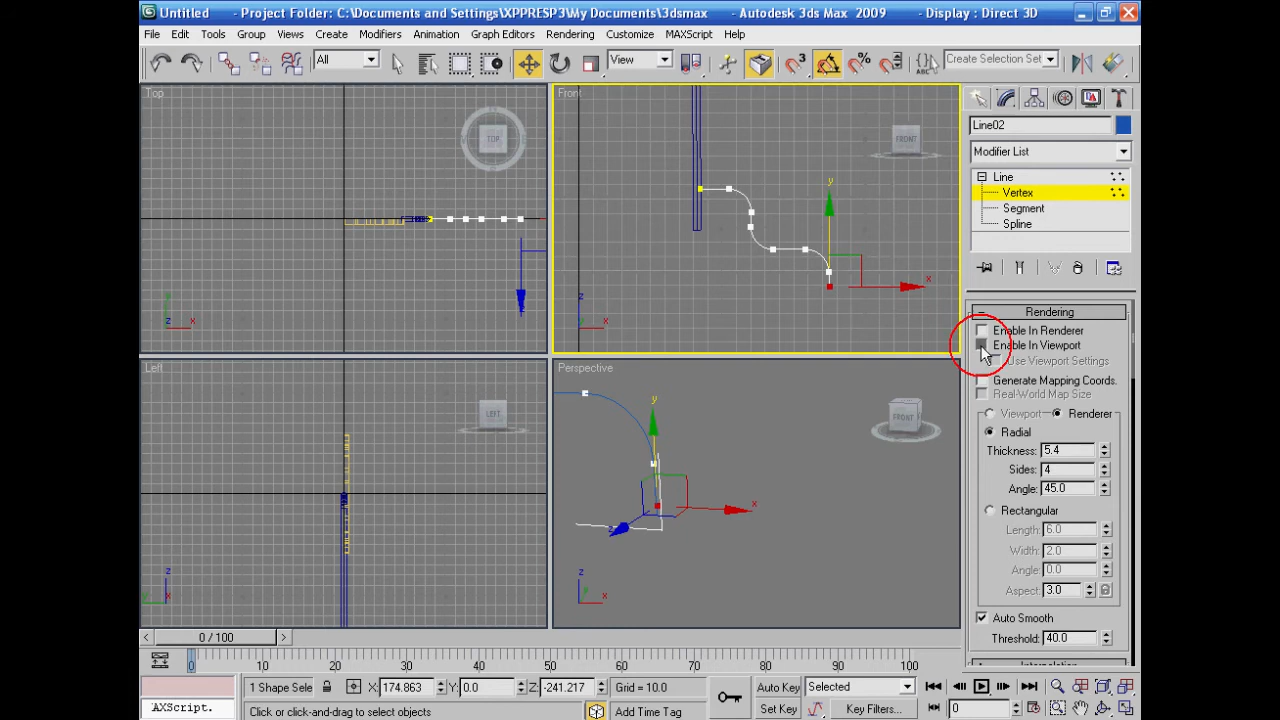 Untitled - Project Folder: C:\Documents and Settings\XPPRESP3\My Documents\3dsmax - Autodesk 3ds Max 2009 - Display : Direct 3D
File Edit Tools Group Views Create Modifiers Animation Graph Editors Rendering Customize MAXScript Help
All View 3 % ABC Create Selection Set
Top
TOP
x
z x
Front
FRONT
y
x
z
x
Line02
Modifier List
Line
Vertex
Segment
Spline
Rendering
Enable In Renderer
Enable In Viewport
Use Viewport Settings
Generate Mapping Coords.
Real-World Map Size
Viewport Renderer
Radial
Thickness: 5.4
Sides: 4
Angle: 45.0
Rectangular
Length: 6.0
Width: 2.0
Angle: 0.0
Aspect: 3.0
Auto Smooth
Threshold: 40.0
Left
LEFT
z
y x
Perspective
FRONT
y
x
z
z
x
0 / 100
0 10 20 30 40 50 60 70 80 90 100
1 Shape Sele X: 174.863 Y: 0.0 Z: -241.217 Grid = 10.0 Auto Key Selected
AXScript. Click or click-and-drag to select objects Add Time Tag Set Key Key Filters... 0